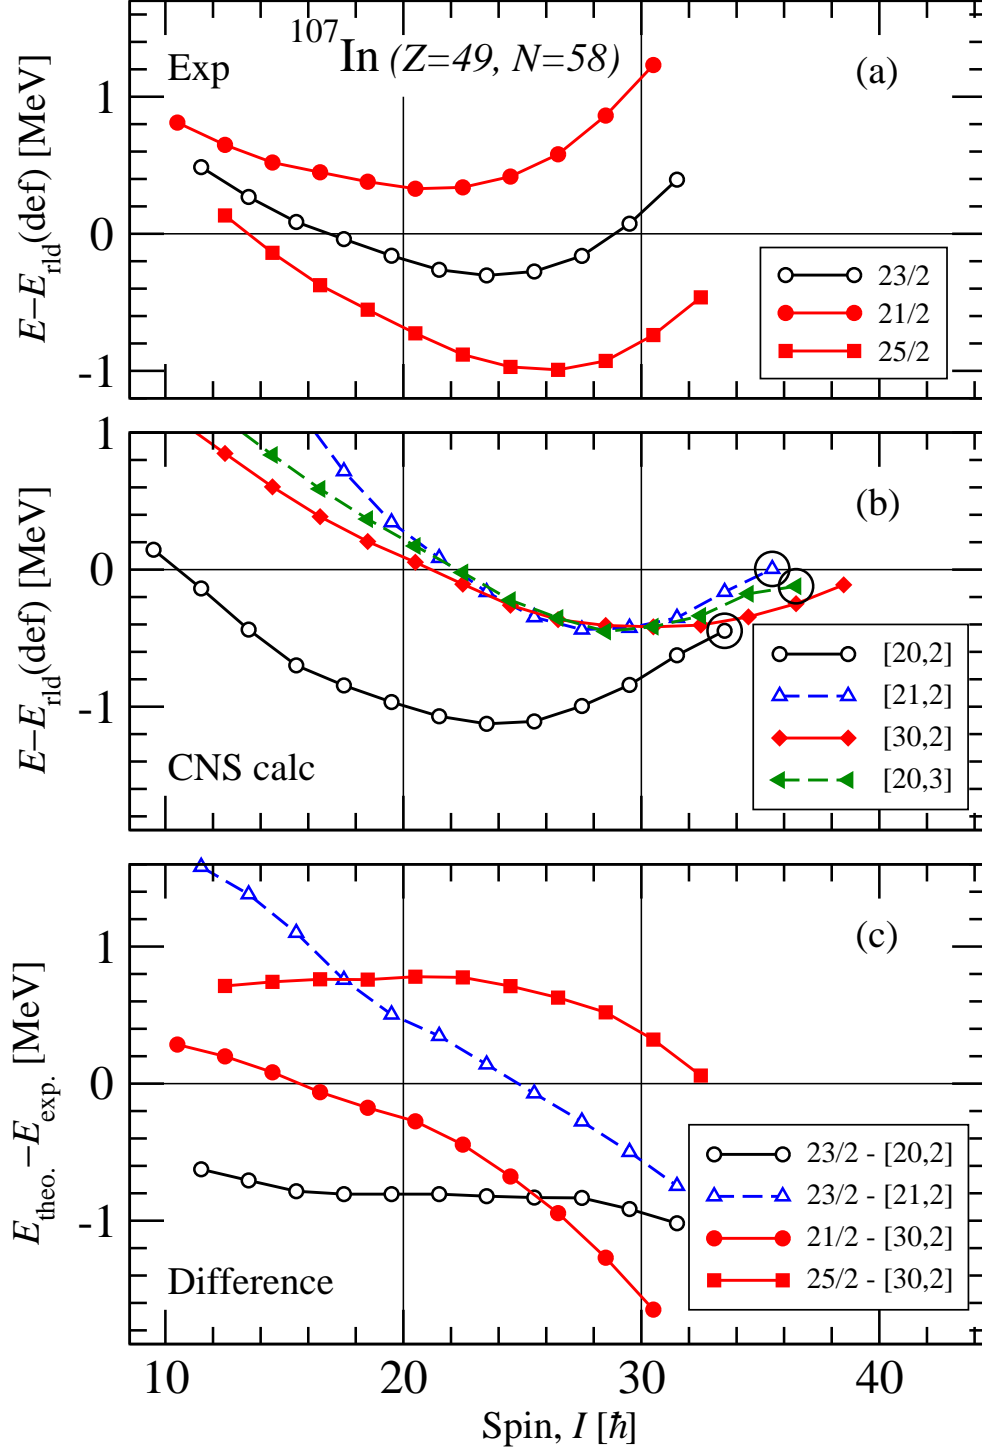 107In (Z=49, N=58)
Exp
(a)
E–Erld(def) [MeV]
1
0
-1
23/2
21/2
25/2
(b)
E–Erld(def) [MeV]
1
0
-1
CNS calc
[20,2]
[21,2]
[30,2]
[20,3]
(c)
Etheo.–Eexp. [MeV]
1
0
-1
Difference
23/2 - [20,2]
23/2 - [21,2]
21/2 - [30,2]
25/2 - [30,2]
10 20 30 40
Spin, I [ħ]